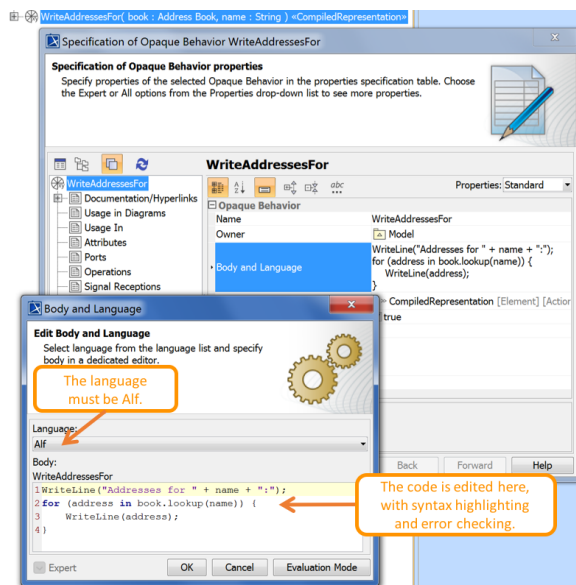 WriteAddressesFor( book : Address Book, name : String ) «CompiledRepresentation»
Specification of Opaque Behavior WriteAddressesFor
x
Specification of Opaque Behavior properties
Specify properties of the selected Opaque Behavior in the properties specification table. Choose
the Expert or All options from the Properties drop-down list to see more properties.
WriteAddressesFor
WriteAddressesFor
Documentation/Hyperlinks
Usage in Diagrams
Usage In
Attributes
Ports
Operations
Signal Receptions
Properties: Standard
Opaque Behavior
Name WriteAddressesFor
Owner Model
Body and Language
WriteLine("Addresses for " + name + ":");
for (address in book.lookup(name)) {
WriteLine(address);
}
» CompiledRepresentation [Element] [Action
true
Back Forward Help
Body and Language
x
Edit Body and Language
Select language from the language list and specify
body in a dedicated editor.
The language
must be Alf.
Language:
Alf
Body:
WriteAddressesFor
1 WriteLine("Addresses for " + name + ":");
2 for (address in book.lookup(name)) {
3 WriteLine(address);
4 }
The code is edited here,
with syntax highlighting
and error checking.
Expert OK Cancel Evaluation Mode